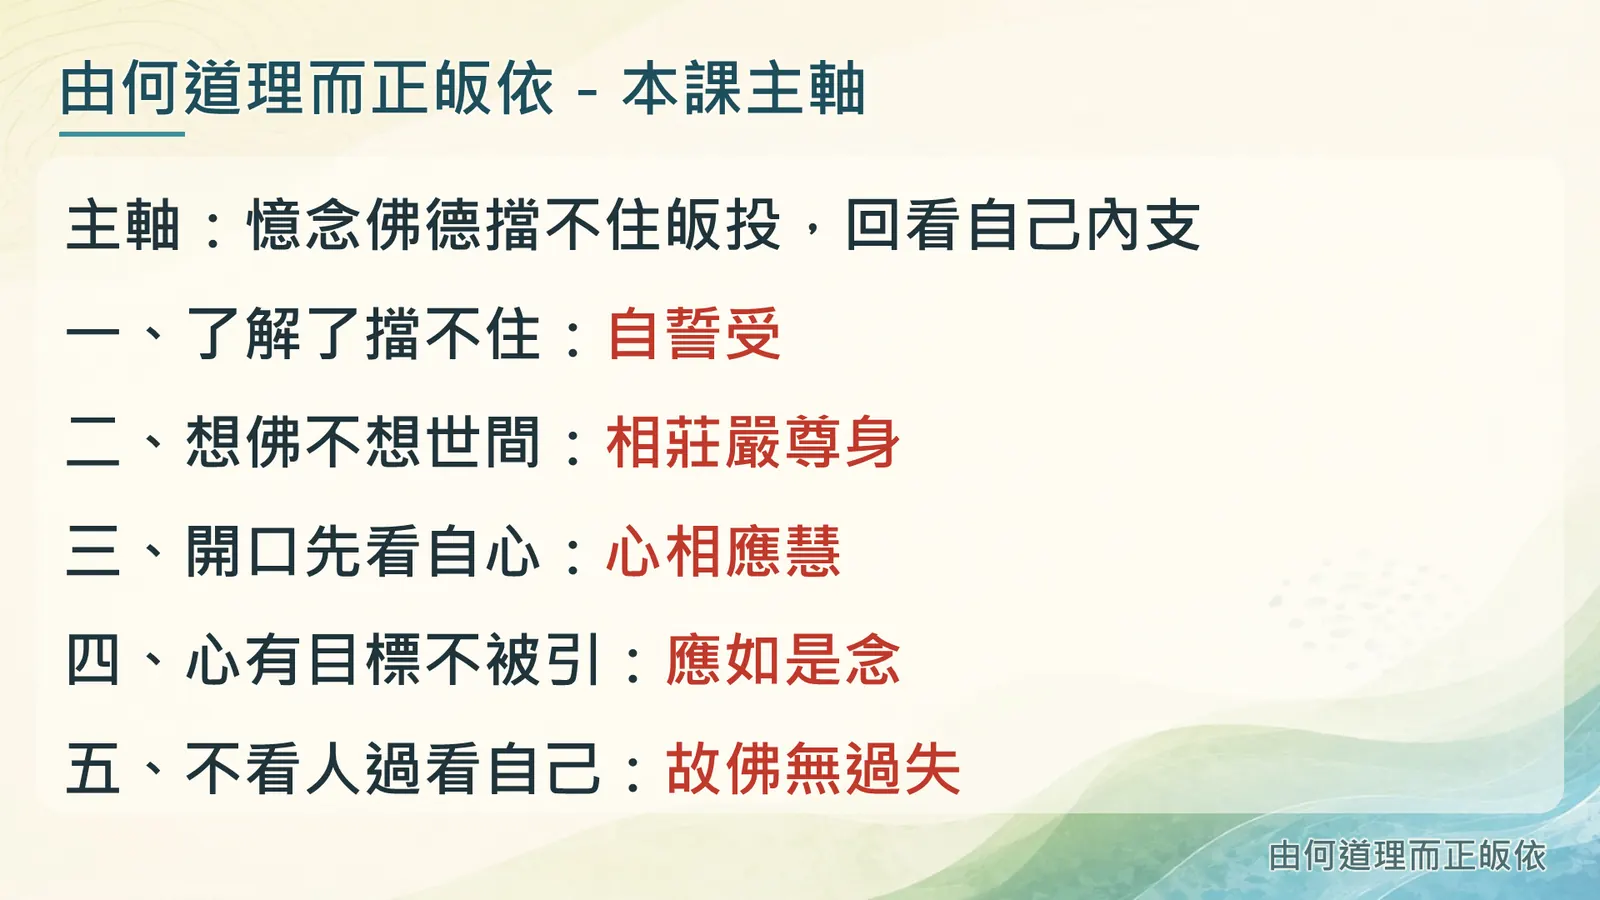 由何道理而正皈依 - 本課主軸
主軸：憶念佛德擋不住皈投，回看自己內支
一、了解了擋不住：自誓受
二、想佛不想世間：相莊嚴尊身
三、開口先看自心：心相應慧
四、心有目標不被引：應如是念
五、不看人過看自己：故佛無過失
由何道理而正皈依